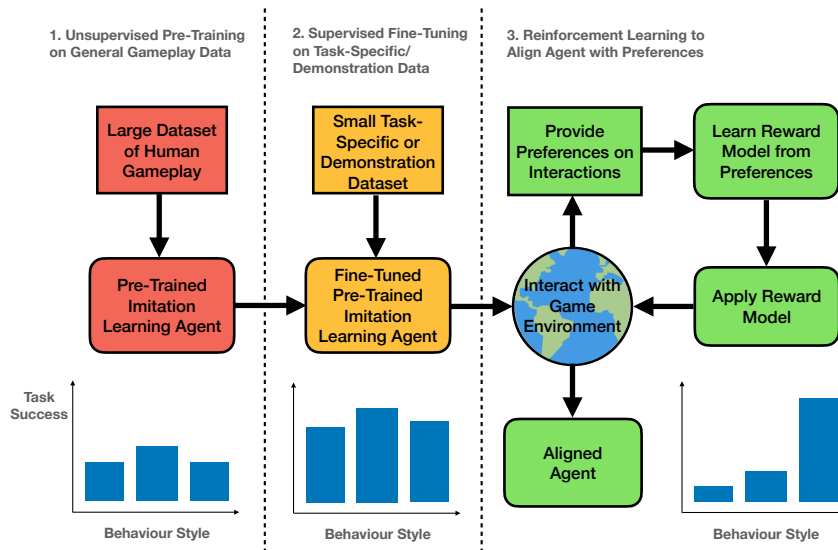 1. Unsupervised Pre-Training
on General Gameplay Data
2. Supervised Fine-Tuning
on Task-Specific/
Demonstration Data
3. Reinforcement Learning to
Align Agent with Preferences
Large Dataset
of Human
Gameplay
Small Task-
Specific or
Demonstration
Dataset
Provide
Preferences on
Interactions
Learn Reward
Model from
Preferences
Pre-Trained
Imitation
Learning Agent
Fine-Tuned
Pre-Trained
Imitation
Learning Agent
Interact with
Game
Environment
Apply Reward
Model
Task
Success
Aligned
Agent
Behaviour Style
Behaviour Style
Behaviour Style